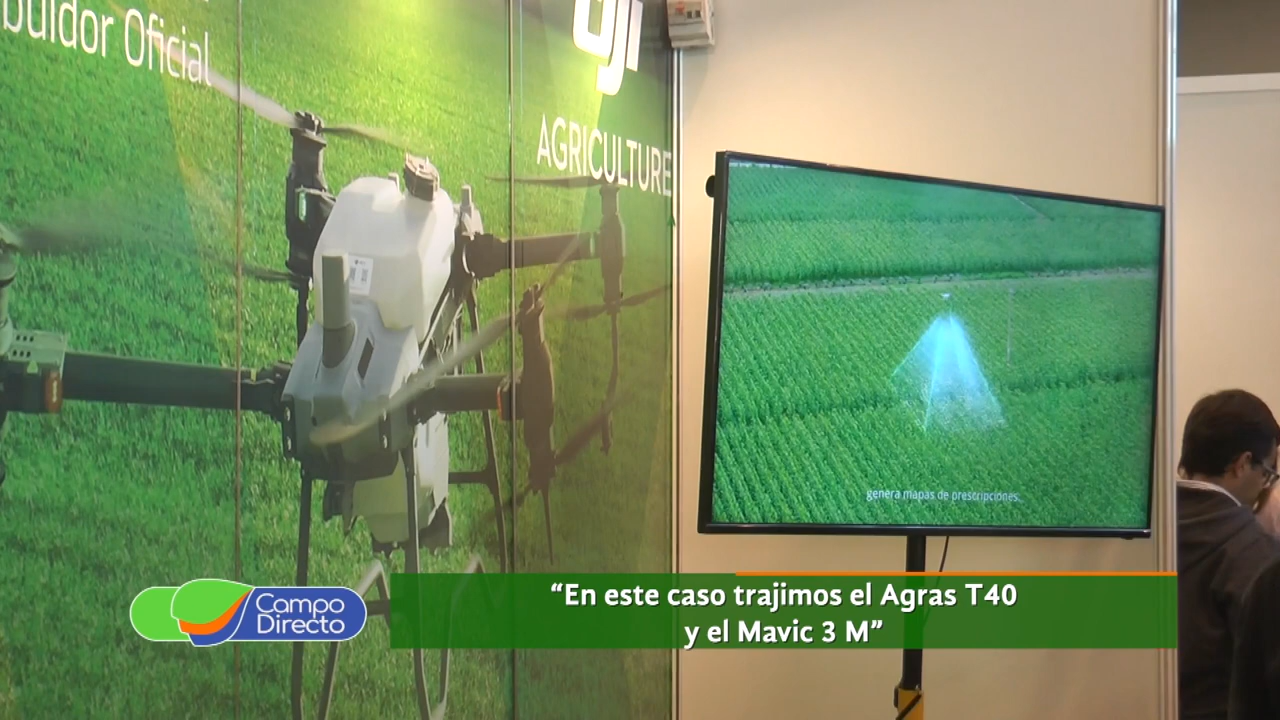 buidor Oficial
dji
AGRICULTURE
genera mapas de prescripciones.
Campo
Directo
“En este caso trajimos el Agras T40
y el Mavic 3 M”